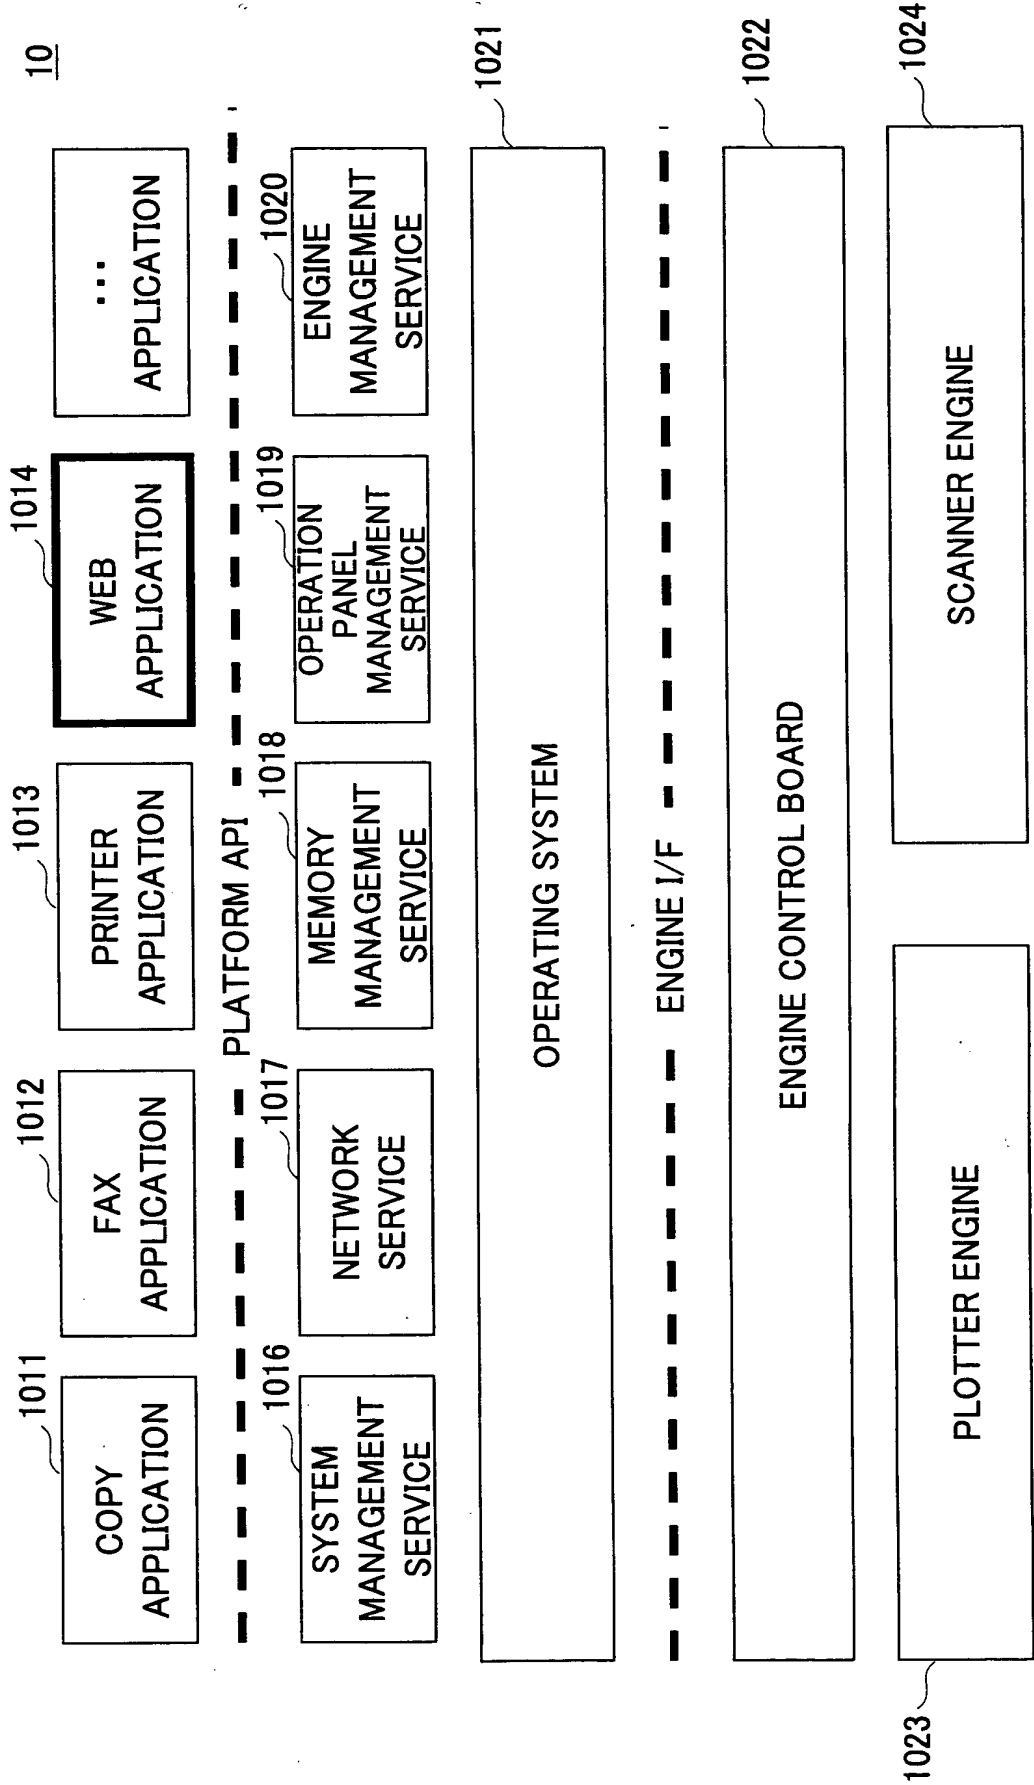 10
1011
1012
1013
1014
COPY
APPLICATION
FAX
APPLICATION
PRINTER
APPLICATION
WEB
APPLICATION
...
APPLICATION
PLATFORM API
1016
1017
1018
1019
1020
SYSTEM
MANAGEMENT
SERVICE
NETWORK
SERVICE
MEMORY
MANAGEMENT
SERVICE
OPERATION
PANEL
MANAGEMENT
SERVICE
ENGINE
MANAGEMENT
SERVICE
1021
OPERATING SYSTEM
ENGINE I/F
1022
ENGINE CONTROL BOARD
1023
PLOTTER ENGINE
SCANNER ENGINE
1024